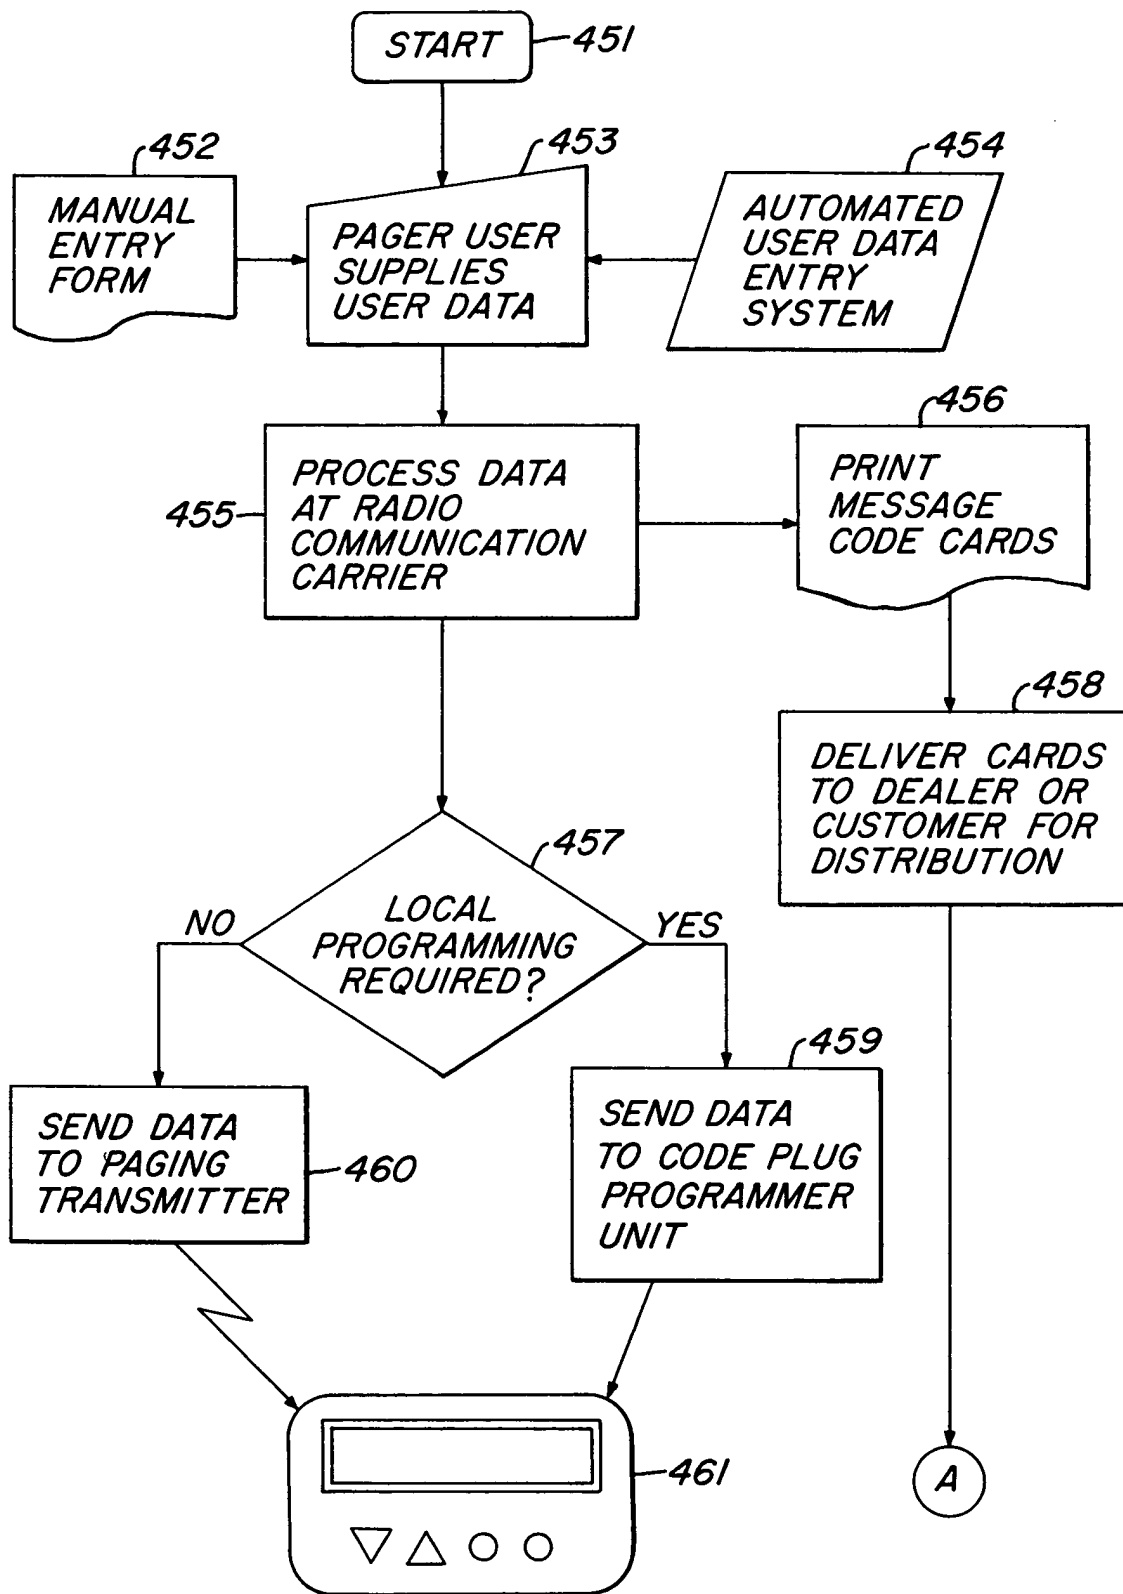 START
451
452
453
454
MANUAL
ENTRY
FORM
PAGER USER
SUPPLIES
USER DATA
AUTOMATED
USER DATA
ENTRY
SYSTEM
455
PROCESS DATA
AT RADIO
COMMUNICATION
CARRIER
456
PRINT
MESSAGE
CODE CARDS
458
DELIVER CARDS
TO DEALER OR
CUSTOMER FOR
DISTRIBUTION
457
LOCAL
PROGRAMMING
REQUIRED?
NO
YES
459
SEND DATA
TO PAGING
TRANSMITTER
460
SEND DATA
TO CODE PLUG
PROGRAMMER
UNIT
461
A